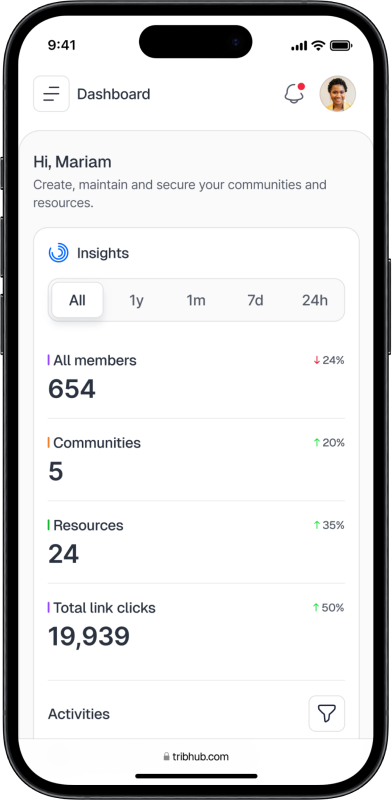 9:41
Dashboard
Hi, Mariam
Create, maintain and secure your communities and
resources.
Insights
All 1y 1m 7d 24h
All members ↓ 24%
654
Communities ↑ 20%
5
Resources ↑ 35%
24
Total link clicks ↑ 50%
19,939
Activities
tribhub.com